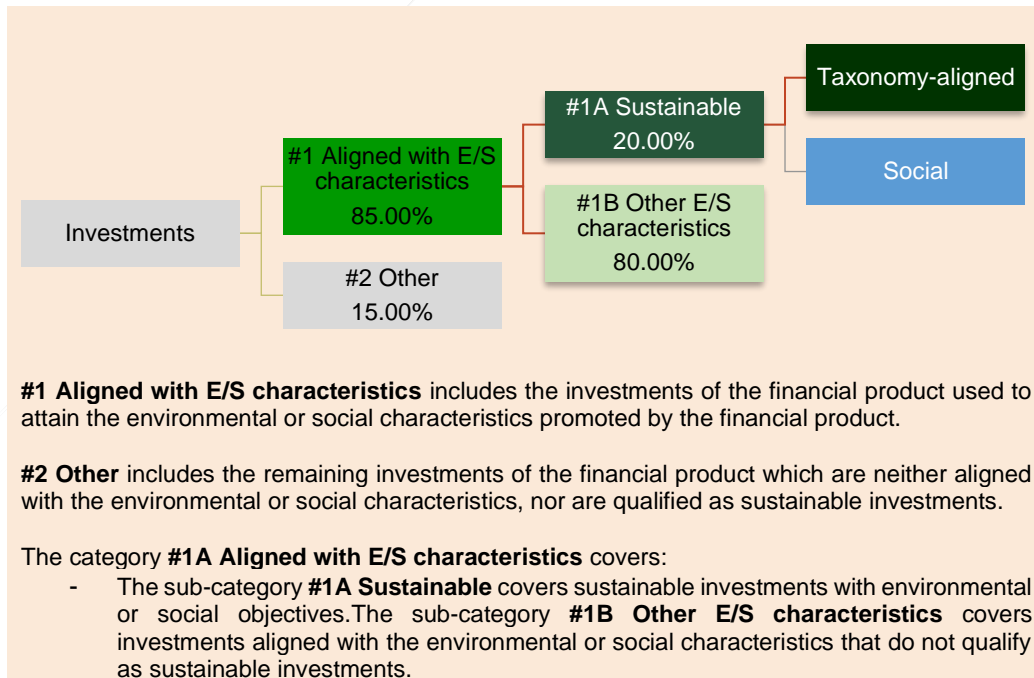 Taxonomy-aligned
#1A Sustainable
20.00%
#1 Aligned with E/S
characteristics
85.00%
Social
#1B Other E/S
characteristics
80.00%
Investments
#2 Other
15.00%
#1 Aligned with E/S characteristics includes the investments of the financial product used to
attain the environmental or social characteristics promoted by the financial product.
#2 Other includes the remaining investments of the financial product which are neither aligned
with the environmental or social characteristics, nor are qualified as sustainable investments.
The category #1A Aligned with E/S characteristics covers:
- The sub-category #1A Sustainable covers sustainable investments with environmental
or social objectives.The sub-category #1B Other E/S characteristics covers
investments aligned with the environmental or social characteristics that do not qualify
as sustainable investments.